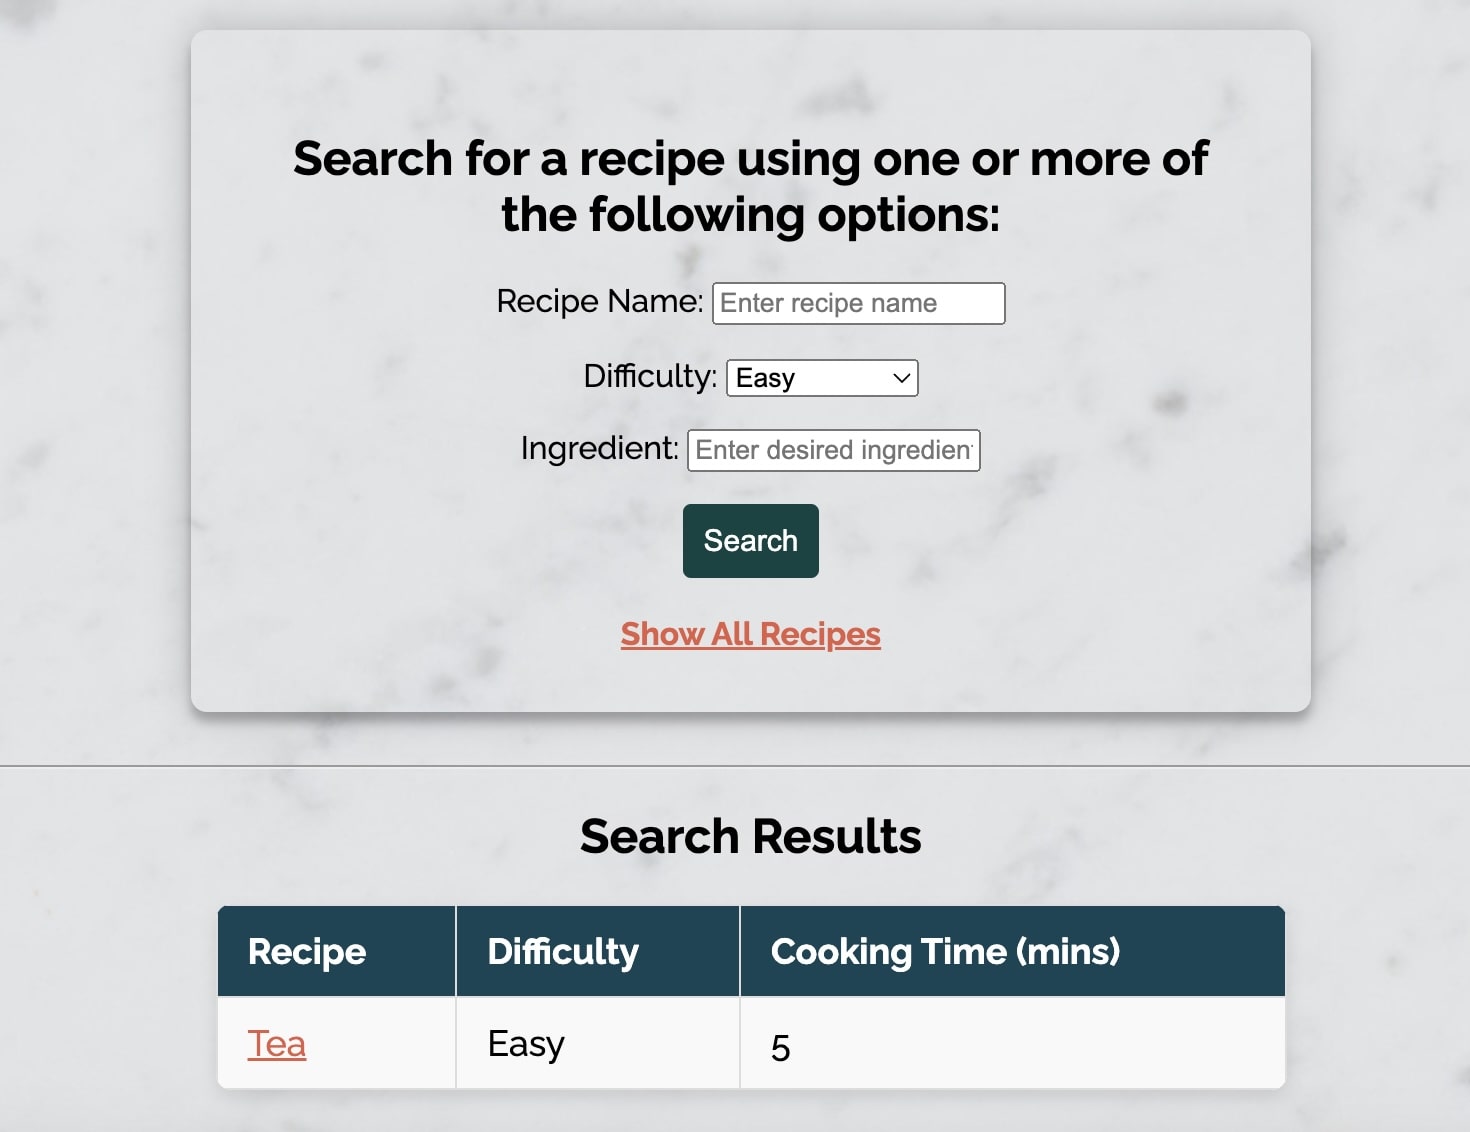 Search for a recipe using one or more of
the following options:
Recipe Name: Enter recipe name
Difficulty: Easy
Ingredient: Enter desired ingredient
Search
Show All Recipes
Search Results
Recipe Difficulty Cooking Time (mins)
Tea Easy 5